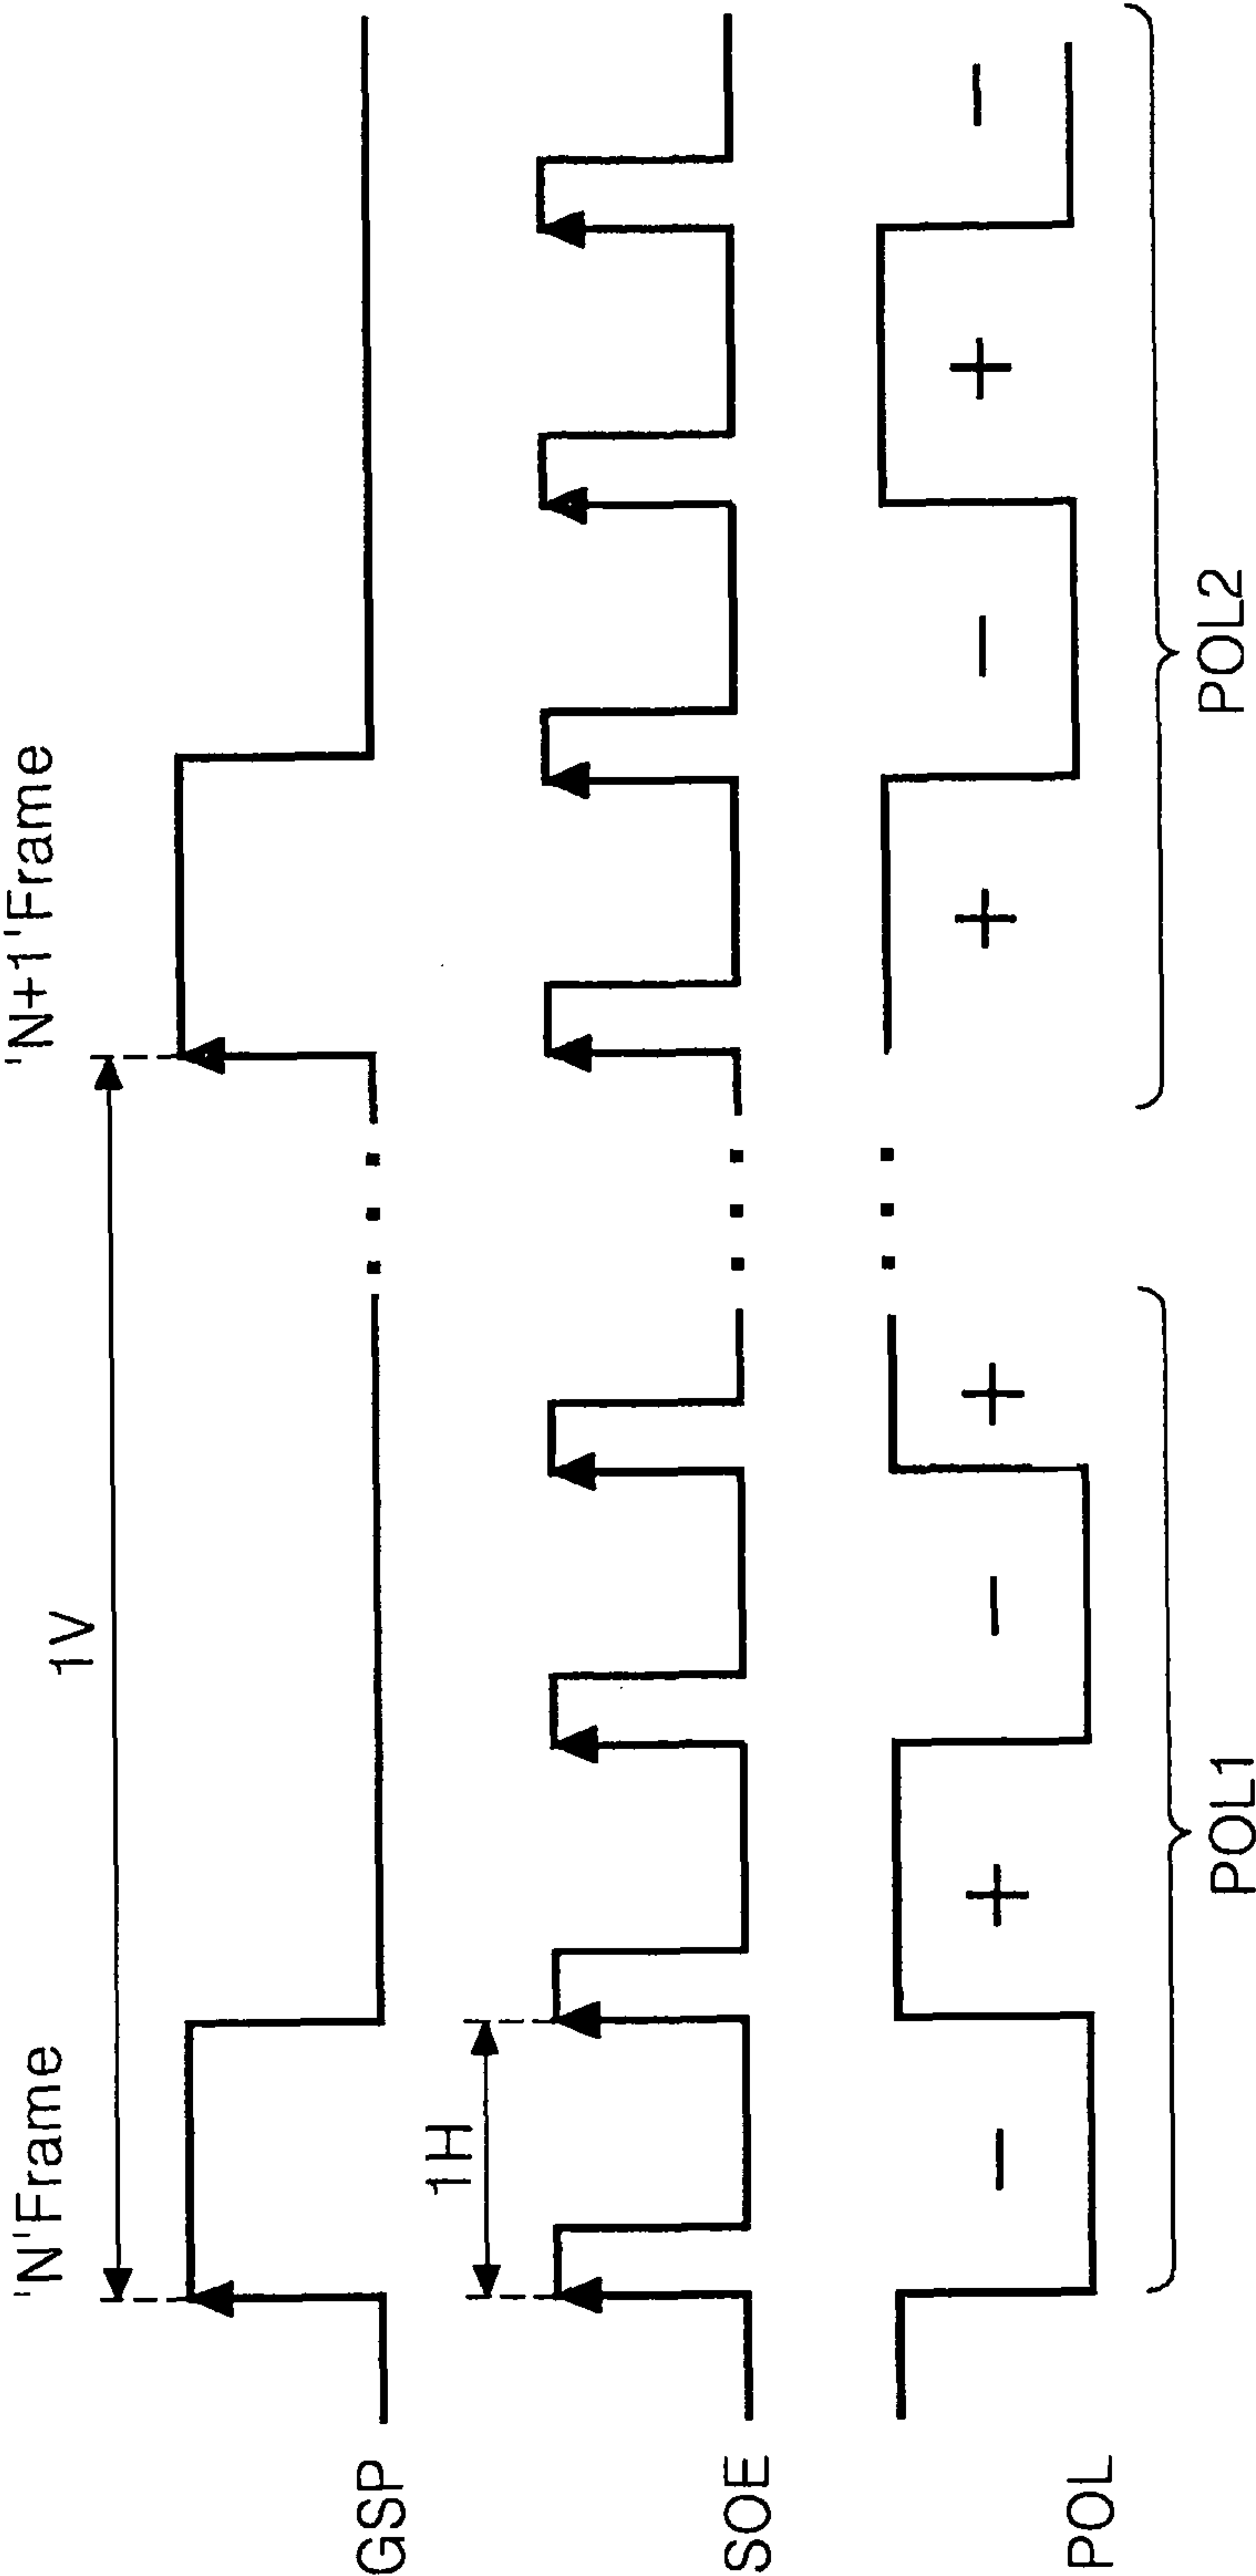 'N'Frame
'N+1'Frame
1V
GSP
1H
SOE
POL
− + − +
+ − + −
POL1
POL2